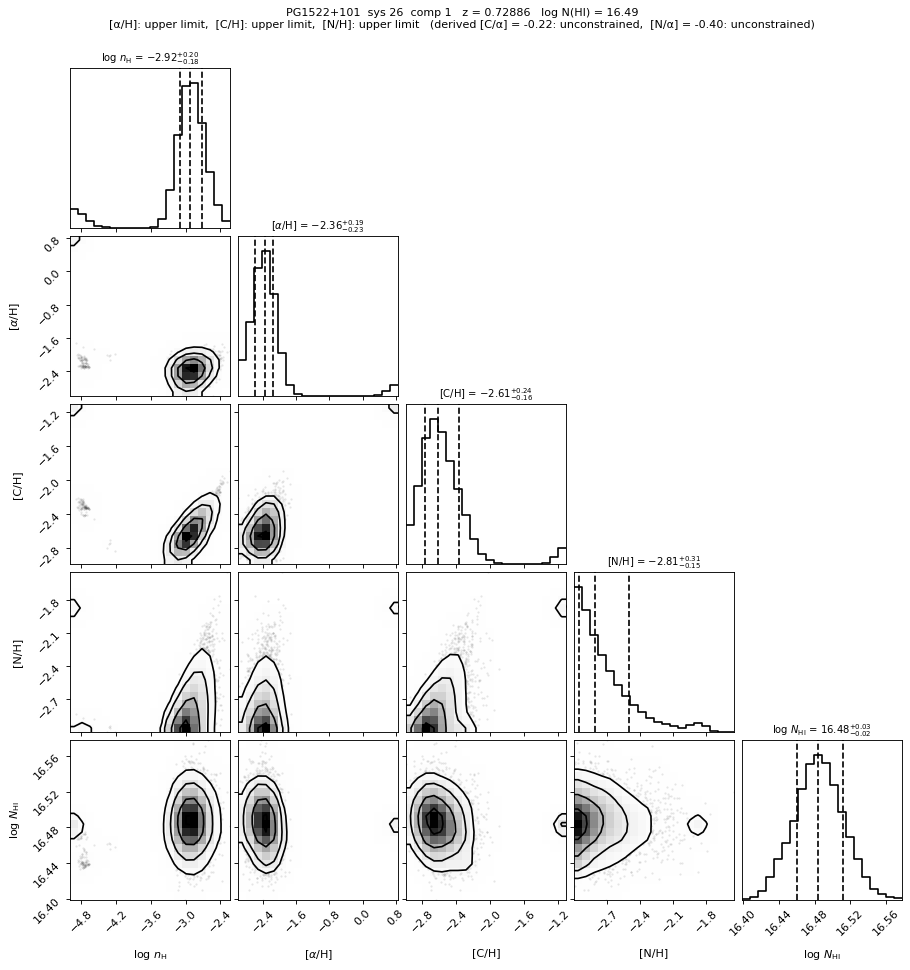 PG1522+101  sys 26  comp 1   z = 0.72886   log N(HI) = 16.49
[α/H]: upper limit,  [C/H]: upper limit,  [N/H]: upper limit   (derived [C/α] = -0.22: unconstrained,  [N/α] = -0.40: unconstrained)
log n_H = −2.92^{+0.20}_{−0.18}
[α/H] = −2.36^{+0.19}_{−0.23}
0.8
0.0
−0.8
−1.6
−2.4
[α/H]
[C/H] = −2.61^{+0.24}_{−0.16}
−1.2
−1.6
−2.0
−2.4
−2.8
[C/H]
[N/H] = −2.81^{+0.31}_{−0.15}
−1.8
−2.1
−2.4
−2.7
[N/H]
log N_HI = 16.48^{+0.03}_{−0.02}
16.56
16.52
16.48
16.44
16.40
log N_HI
−4.8 −4.2 −3.6 −3.0 −2.4
−2.4 −1.6 −0.8 0.0 0.8
−2.8 −2.4 −2.0 −1.6 −1.2
−2.7 −2.4 −2.1 −1.8
16.40 16.44 16.48 16.52 16.56
log n_H [α/H] [C/H] [N/H] log N_HI